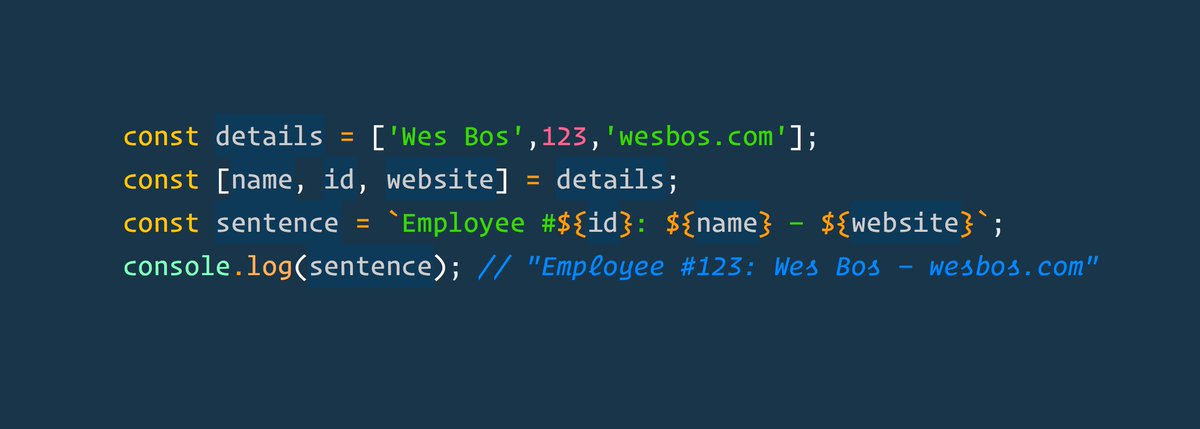 const details = ['Wes Bos',123,'wesbos.com'];
const [name, id, website] = details;
const sentence = `Employee #${id}: ${name} - ${website}`;
console.log(sentence); // "Employee #123: Wes Bos - wesbos.com"